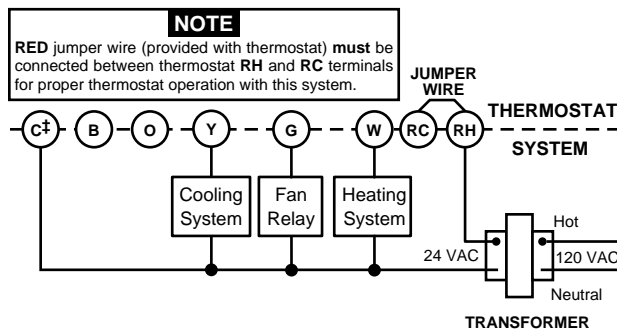 NOTE
RED jumper wire (provided with thermostat) must be
connected between thermostat RH and RC terminals
for proper thermostat operation with this system.
JUMPER
WIRE
THERMOSTAT
C‡ B O Y G W RC RH
SYSTEM
Cooling
System
Fan
Relay
Heating
System
Hot
24 VAC
120 VAC
Neutral
TRANSFORMER